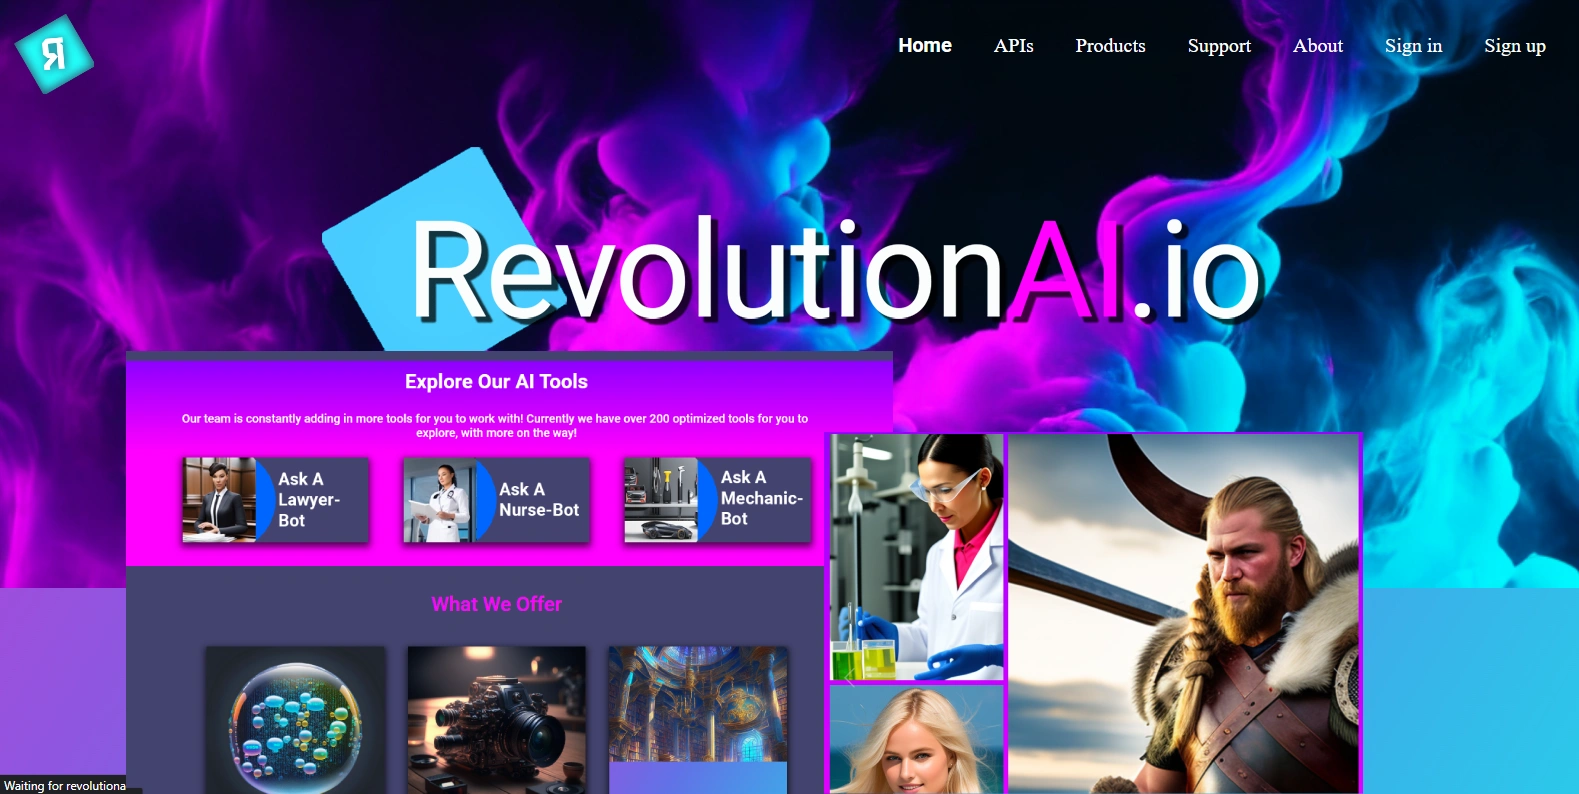 Я
Home APIs Products Support About Sign in Sign up
RevolutionAI.io
Explore Our AI Tools
Our team is constantly adding in more tools for you to work with! Currently we have over 200 optimized tools for you to
explore, with more on the way!
Ask A
Lawyer-
Bot
Ask A
Nurse-Bot
Ask A
Mechanic-
Bot
What We Offer
Waiting for revolutiona